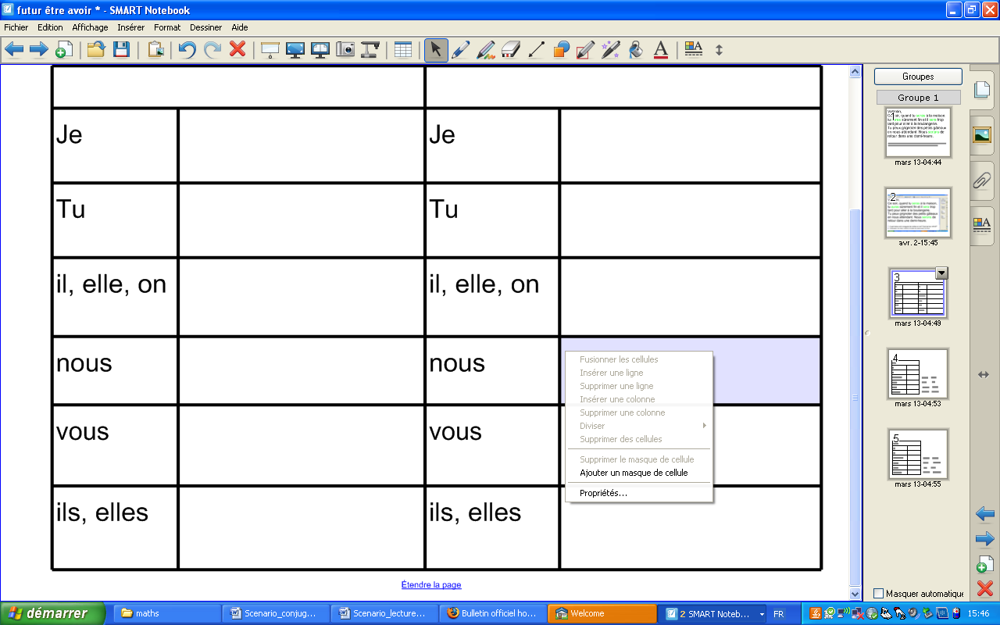 futur être avoir * - SMART Notebook
Fichier Edition Affichage Insérer Format Dessiner Aide
Groupes
Groupe 1
Je Je
Tu Tu
il, elle, on il, elle, on
nous nous
vous vous
ils, elles ils, elles
Fusionner les cellules
Insérer une ligne
Supprimer une ligne
Insérer une colonne
Supprimer une colonne
Diviser
Supprimer des cellules
Supprimer le masque de cellule
Ajouter un masque de cellule
Propriétés...
Étendre la page
mars 13-04:44
2
avr. 2-15:45
3
mars 13-04:49
4
mars 13-04:53
5
mars 13-04:55
Masquer automatique
démarrer
maths
Scenario_conjug...
Scenario_lecture...
Bulletin officiel ho...
Welcome
2 SMART Noteb...
FR
15:46